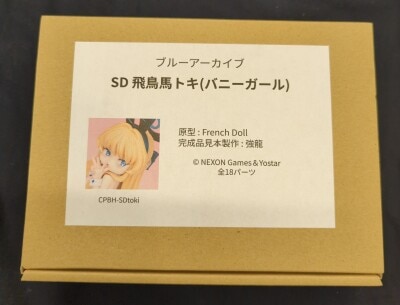 ブルーアーカイブ
SD 飛鳥馬トキ(バニーガール)
原型 : French Doll
完成品見本製作 : 強龍
© NEXON Games & Yostar
全18パーツ
CPBH-SDtoki